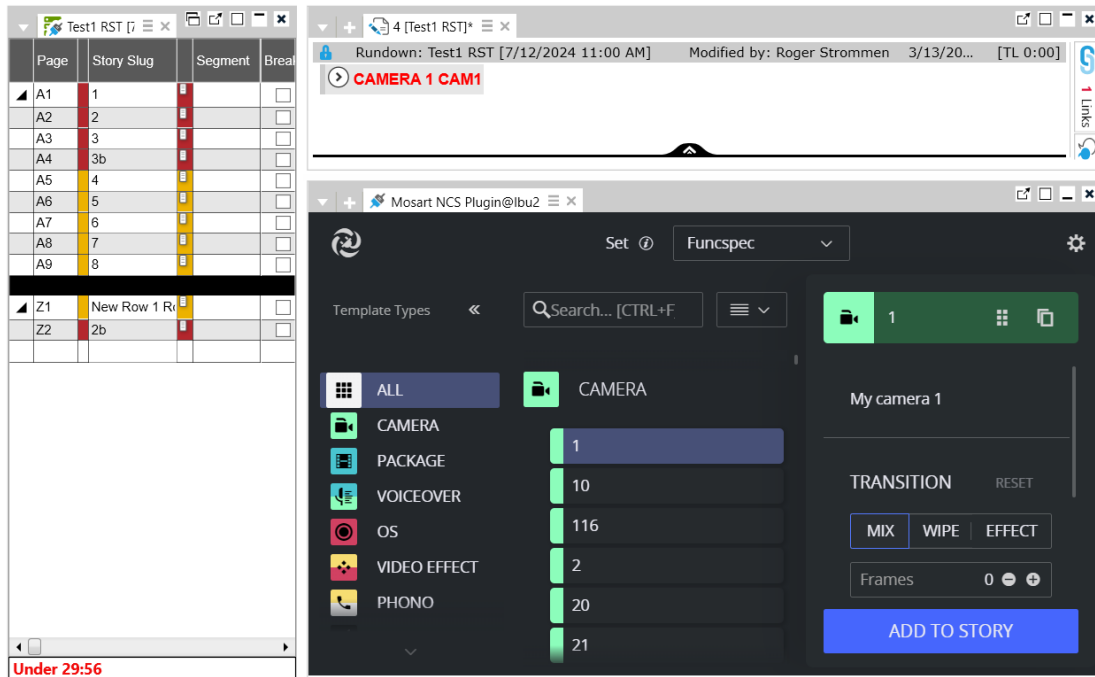 Test1 RST [7
Page Story Slug Segment Break
A1 1
A2 2
A3 3
A4 3b
A5 4
A6 5
A7 6
A8 7
A9 8
Z1 New Row 1 Ro
Z2 2b
Under 29:56
4 [Test1 RST]*
Rundown: Test1 RST [7/12/2024 11:00 AM] Modified by: Roger Strommen 3/13/20... [TL 0:00]
CAMERA 1 CAM1
1 Links
Mosart NCS Plugin@Ibu2
Set Funcspec
Template Types
Search... [CTRL+F
ALL
CAMERA
PACKAGE
VOICEOVER
OS
VIDEO EFFECT
PHONO
CAMERA
1
10
116
2
20
21
1
My camera 1
TRANSITION RESET
MIX WIPE EFFECT
Frames 0
ADD TO STORY